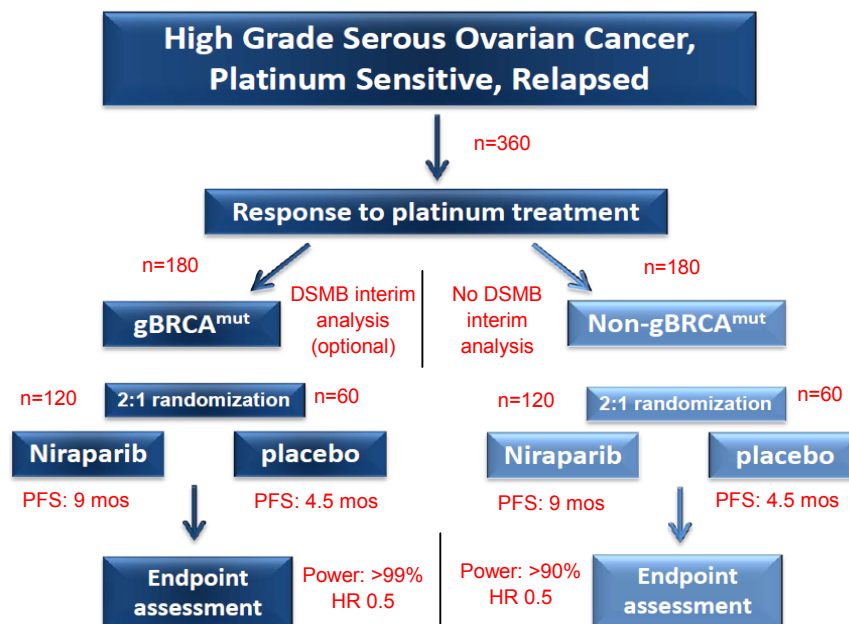 High Grade Serous Ovarian Cancer,
Platinum Sensitive, Relapsed
n=360
Response to platinum treatment
n=180
n=180
DSMB interim
analysis
(optional)
No DSMB
interim
analysis
gBRCAmut
Non-gBRCAmut
n=120
2:1 randomization
n=60
n=120
2:1 randomization
n=60
Niraparib
placebo
Niraparib
placebo
PFS: 9 mos
PFS: 4.5 mos
PFS: 9 mos
PFS: 4.5 mos
Endpoint
assessment
Power: >99%
HR 0.5
Power: >90%
HR 0.5
Endpoint
assessment